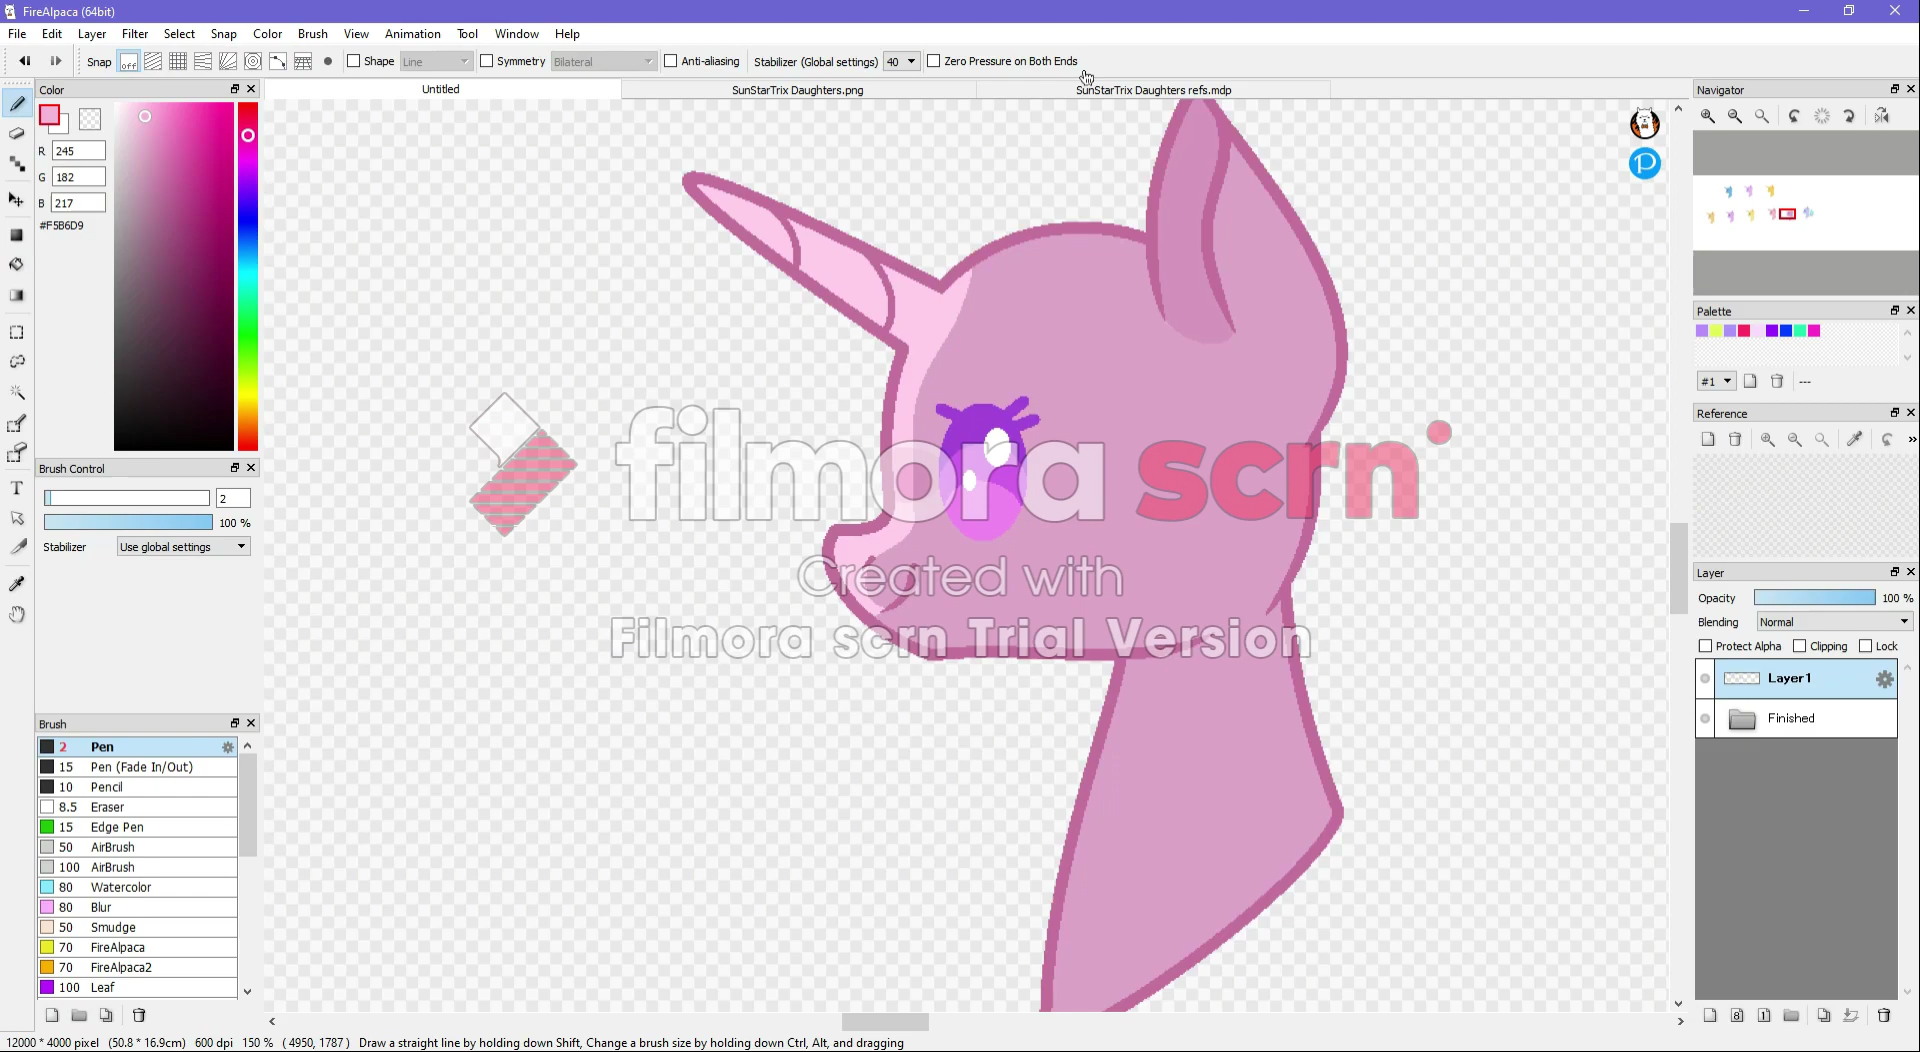 FireAlpaca (64bit)
File Edit Layer Filter Select Snap Color Brush View Animation Tool Window Help
Snap off Shape Line Symmetry Bilateral Anti-aliasing Stabilizer (Global settings) 40 Zero Pressure on Both Ends
Color
Untitled SunStarTrix Daughters.png SunStarTrix Daughters refs.mdp
Navigator
R 245
G 182
B 217
#F5B6D9
Palette
#1 ---
Reference
filmora scrn
Created with
Filmora scrn Trial Version
Brush Control
2
100 %
Stabilizer Use global settings
Layer
Opacity 100 %
Blending Normal
Protect Alpha Clipping Lock
Layer1
Finished
Brush
2 Pen
15 Pen (Fade In/Out)
10 Pencil
8.5 Eraser
15 Edge Pen
50 AirBrush
100 AirBrush
80 Watercolor
80 Blur
50 Smudge
70 FireAlpaca
70 FireAlpaca2
100 Leaf
12000 * 4000 pixel (50.8 * 16.9cm) 600 dpi 150 % ( 4950, 1787 ) Draw a straight line by holding down Shift, Change a brush size by holding down Ctrl, Alt, and dragging